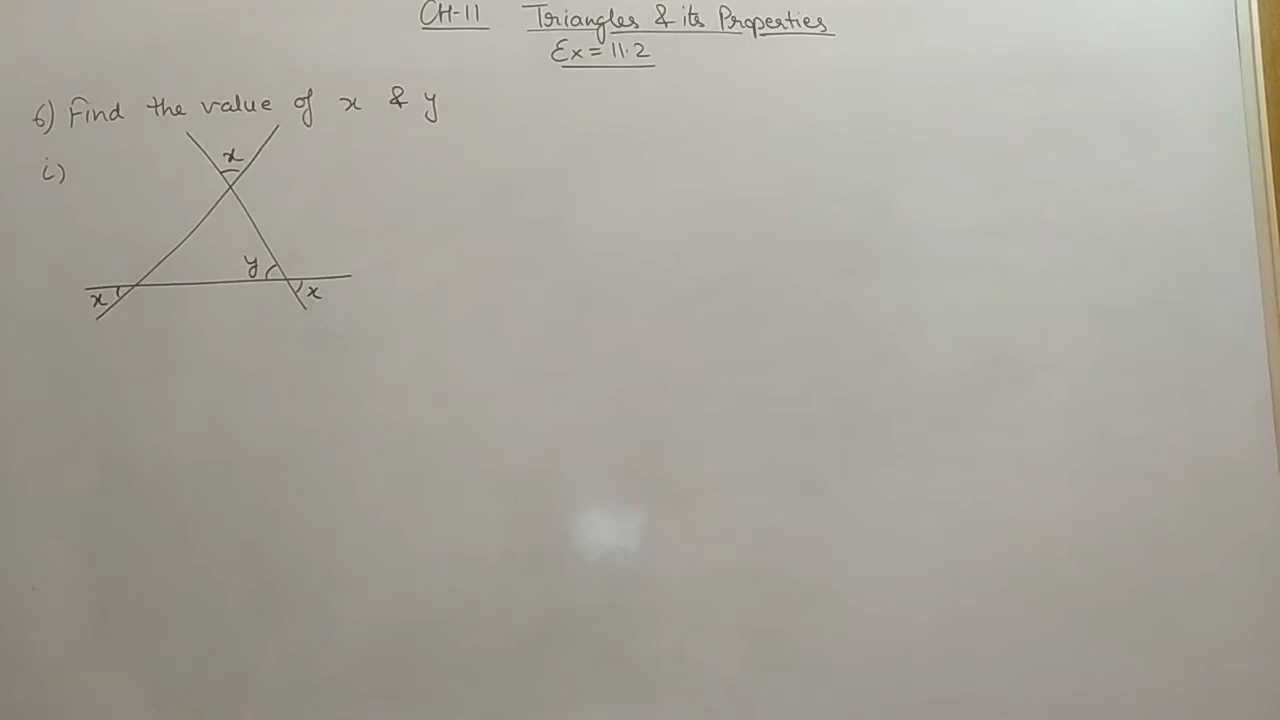 CH-11 Triangles & its Properties
Ex = 11.2
6) Find the value of x & y
i)
x
y
x
x